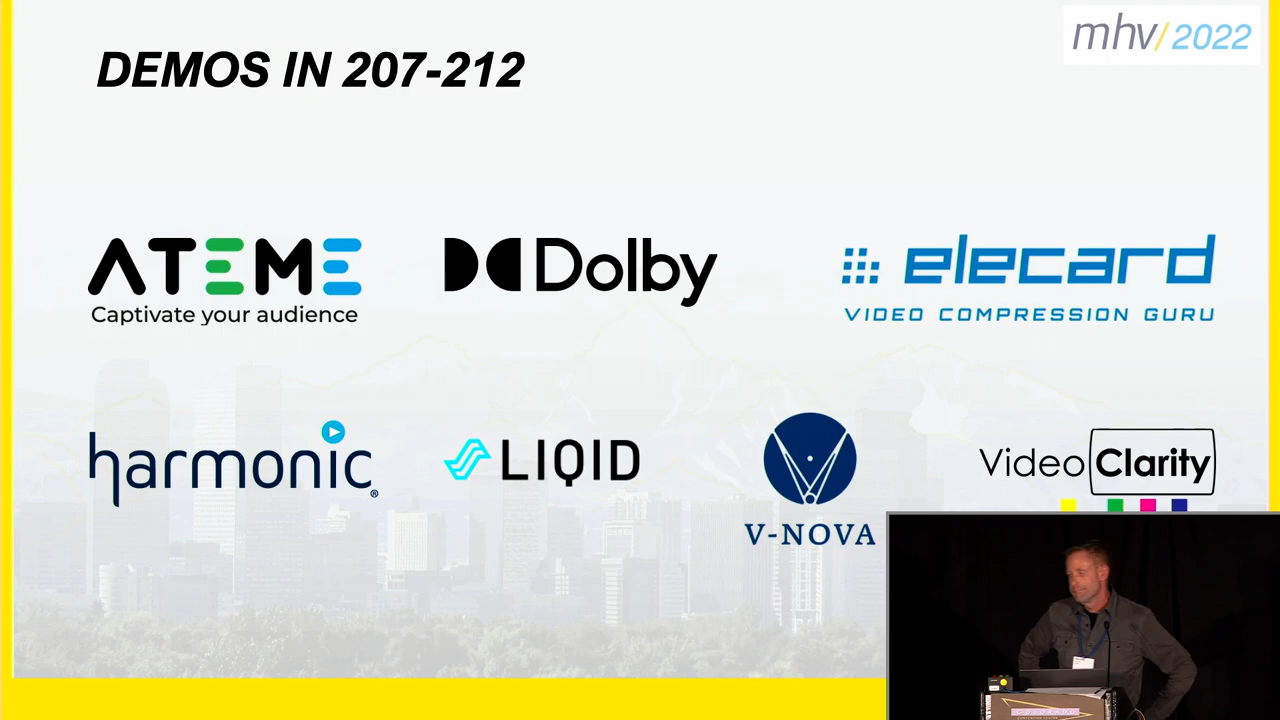 mhv/2022
DEMOS IN 207-212
ATEME
Captivate your audience
Dolby
elecard
VIDEO COMPRESSION GURU
harmonic®
LIQID
V-NOVA
Video Clarity